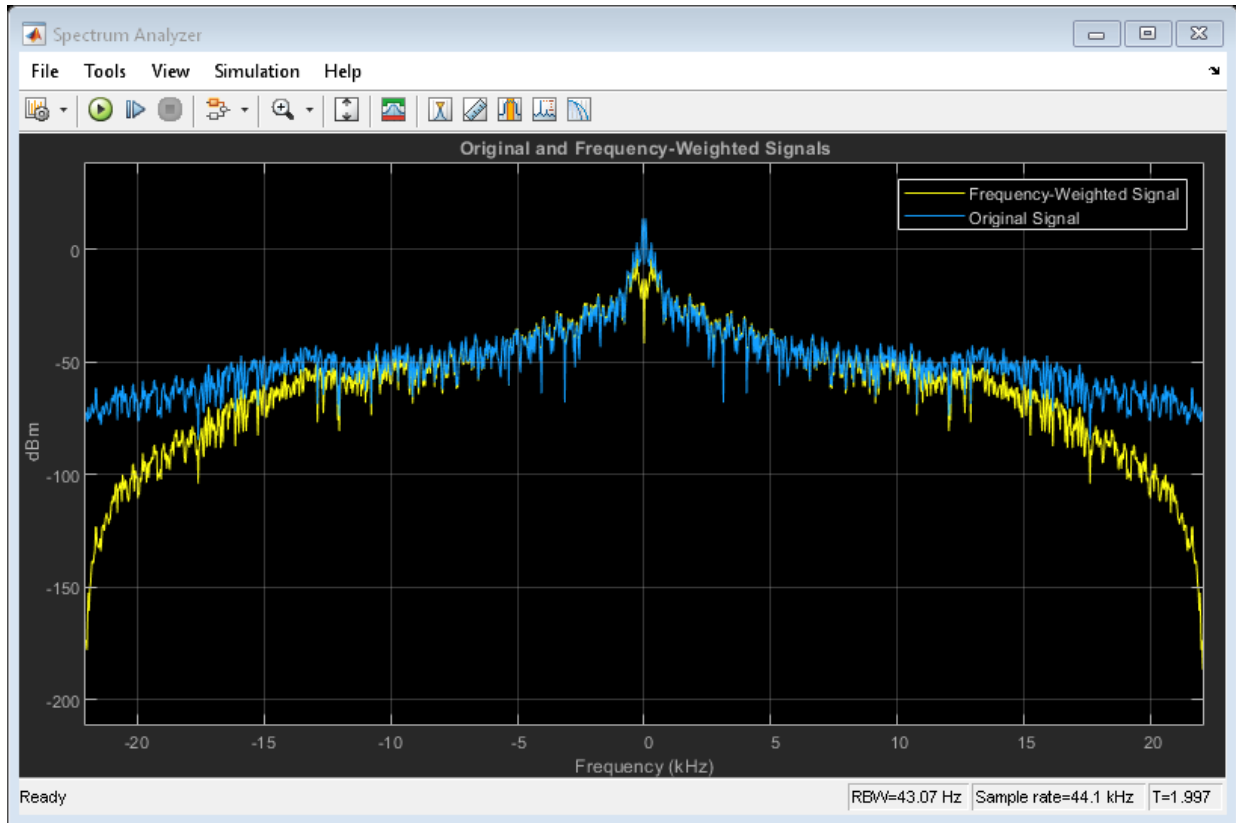 Spectrum Analyzer
File Tools View Simulation Help
Original and Frequency-Weighted Signals
Frequency-Weighted Signal
Original Signal
0
-50
-100
-150
-200
dBm
-20 -15 -10 -5 0 5 10 15 20
Frequency (kHz)
Ready RBW=43.07 Hz Sample rate=44.1 kHz T=1.997